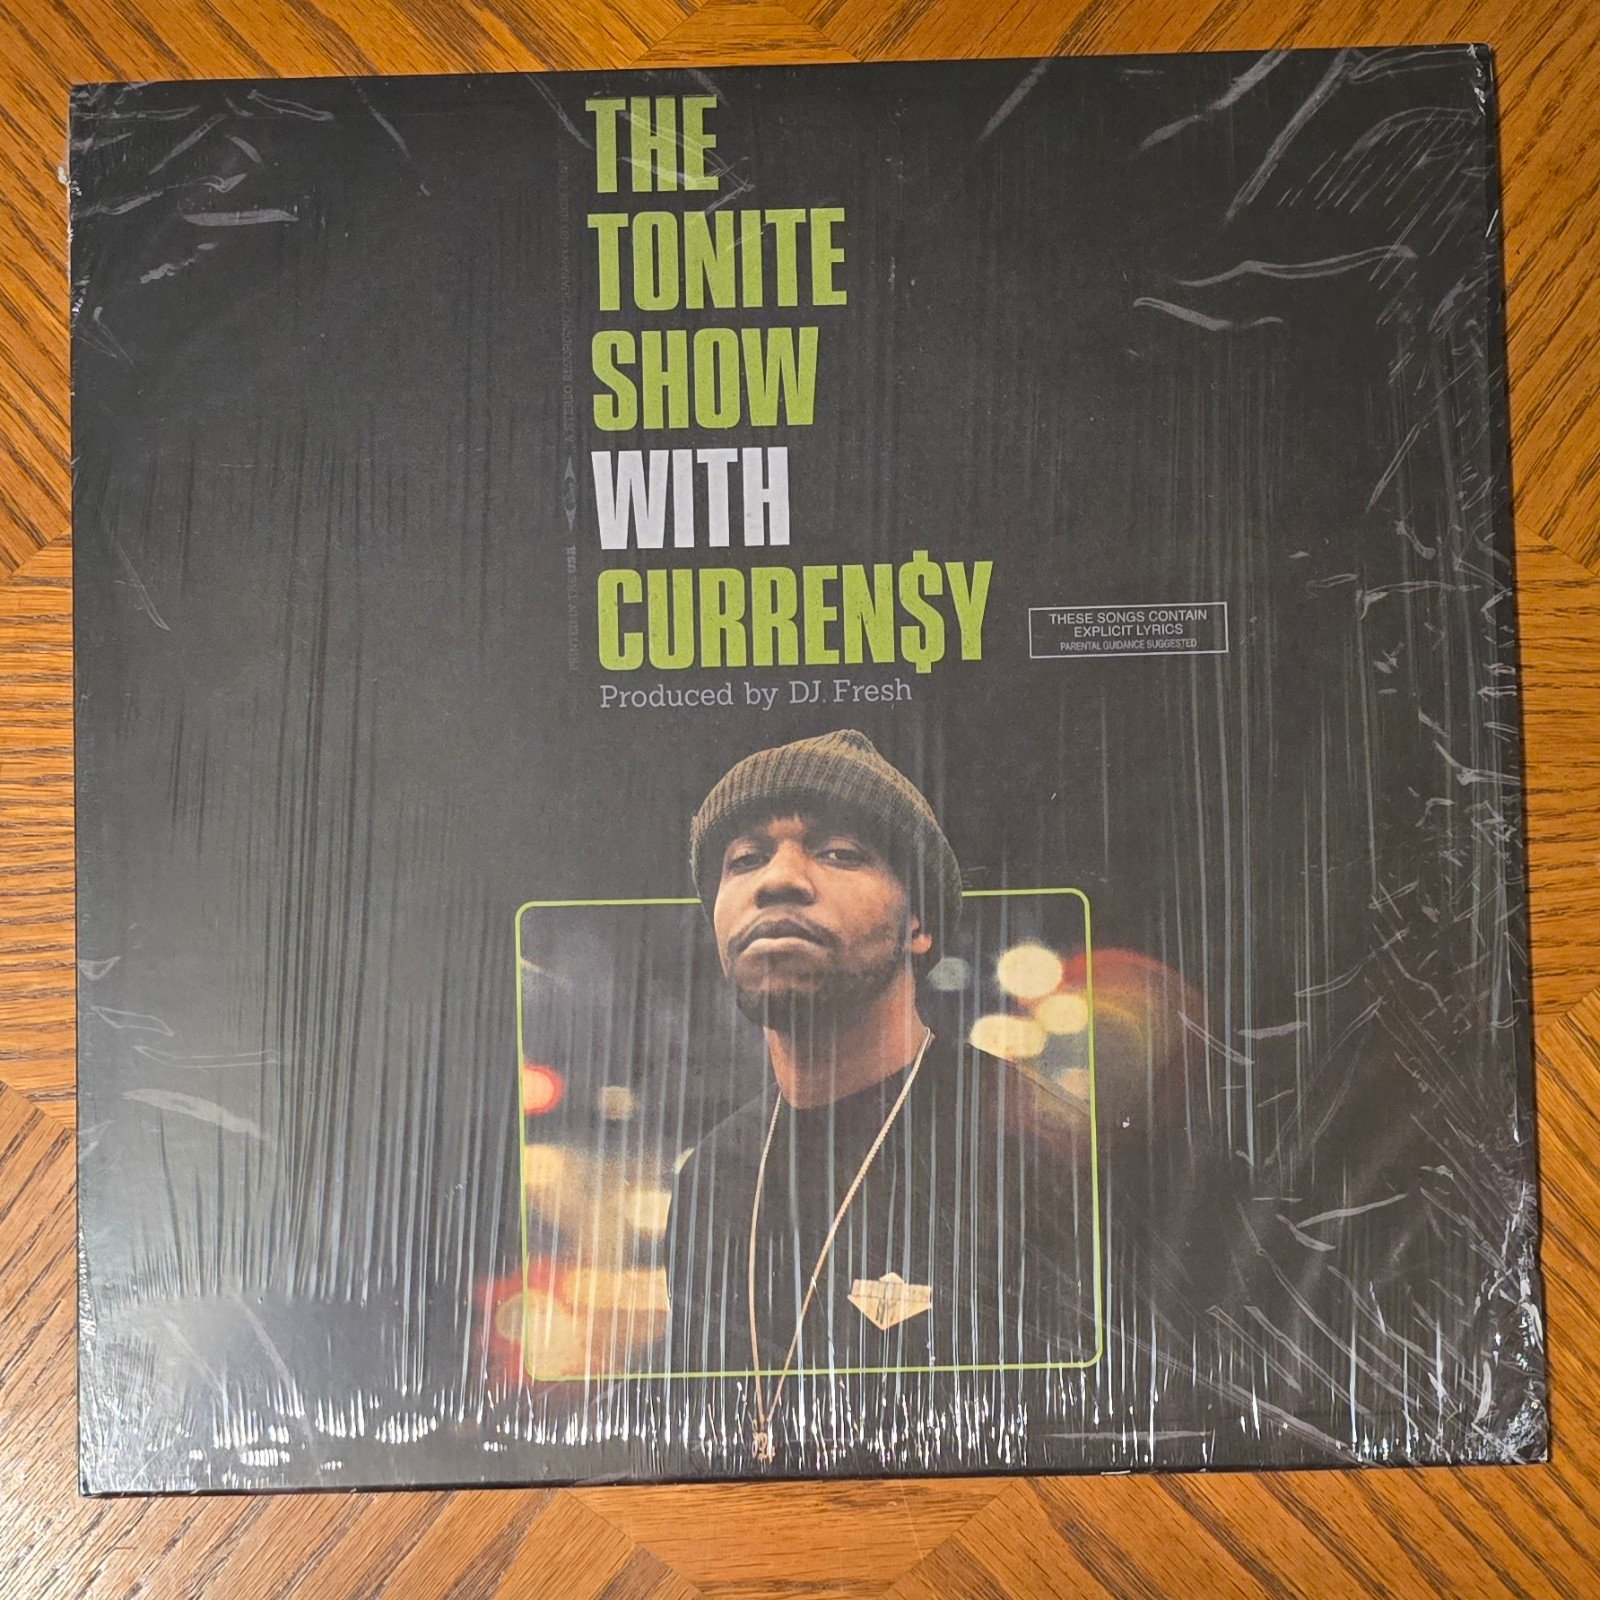 THE
TONITE
SHOW
WITH
CURREN$Y
Produced by DJ. Fresh
THESE SONGS CONTAIN
EXPLICIT LYRICS
PARENTAL GUIDANCE SUGGESTED